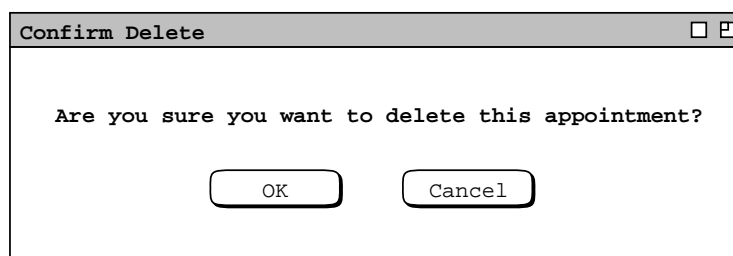 Confirm Delete
Are you sure you want to delete this appointment?
OK Cancel